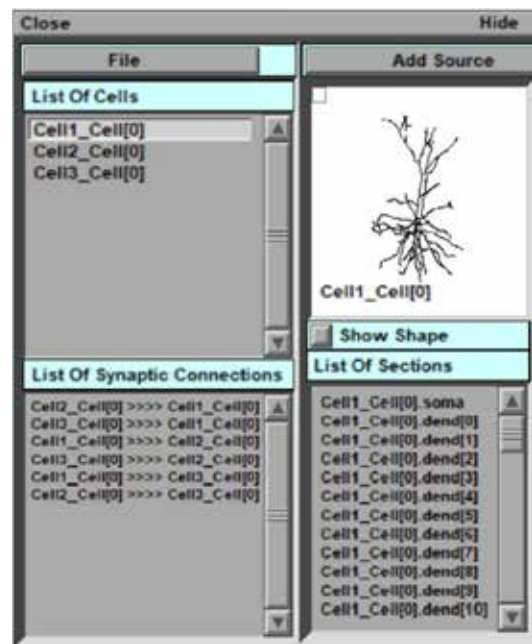 Close Hide
File
List Of Cells
Cell1_Cell[0]
Cell2_Cell[0]
Cell3_Cell[0]
List Of Synaptic Connections
Cell2_Cell[0] >>>> Cell1_Cell[0]
Cell3_Cell[0] >>>> Cell1_Cell[0]
Cell1_Cell[0] >>>> Cell2_Cell[0]
Cell3_Cell[0] >>>> Cell2_Cell[0]
Cell1_Cell[0] >>>> Cell3_Cell[0]
Cell2_Cell[0] >>>> Cell3_Cell[0]
Add Source
Cell1_Cell[0]
Show Shape
List Of Sections
Cell1_Cell[0].soma
Cell1_Cell[0].dend[0]
Cell1_Cell[0].dend[1]
Cell1_Cell[0].dend[2]
Cell1_Cell[0].dend[3]
Cell1_Cell[0].dend[4]
Cell1_Cell[0].dend[5]
Cell1_Cell[0].dend[6]
Cell1_Cell[0].dend[7]
Cell1_Cell[0].dend[8]
Cell1_Cell[0].dend[9]
Cell1_Cell[0].dend[10]